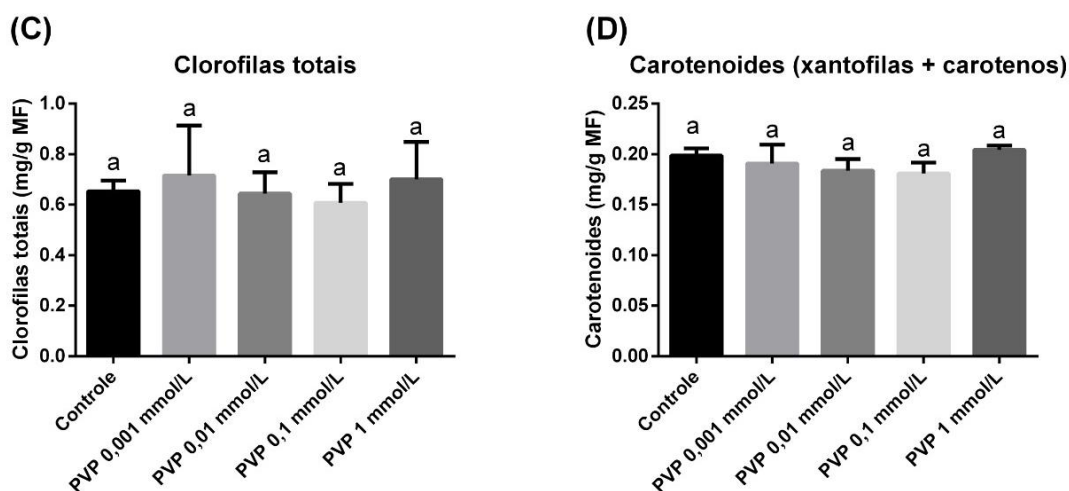 (C)
Clorofilas totais
Clorofilas totais (mg/g MF)
1.0
0.8
0.6
0.4
0.2
0.0
a
a
a
a
a
Controle
PVP 0,001 mmol/L
PVP 0,01 mmol/L
PVP 0,1 mmol/L
PVP 1 mmol/L
(D)
Carotenoides (xantofilas + carotenos)
Carotenoides (mg/g MF)
0.25
0.20
0.15
0.10
0.05
0.00
a
a
a
a
a
Controle
PVP 0,001 mmol/L
PVP 0,01 mmol/L
PVP 0,1 mmol/L
PVP 1 mmol/L